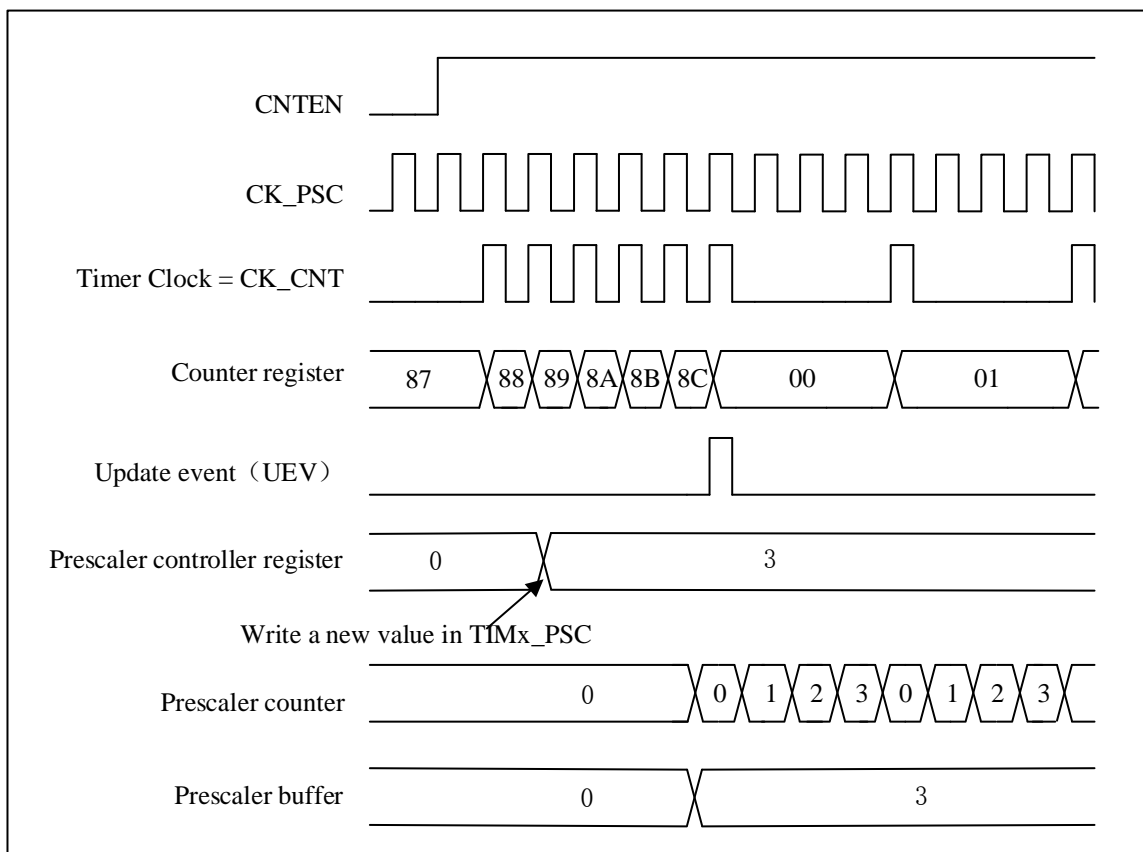 CNTEN
CK_PSC
Timer Clock = CK_CNT
Counter register
87 88 89 8A 8B 8C 00 01
Update event（UEV）
Prescaler controller register
0 3
Write a new value in TIMx_PSC
Prescaler counter
0 0 1 2 3 0 1 2 3
Prescaler buffer
0 3